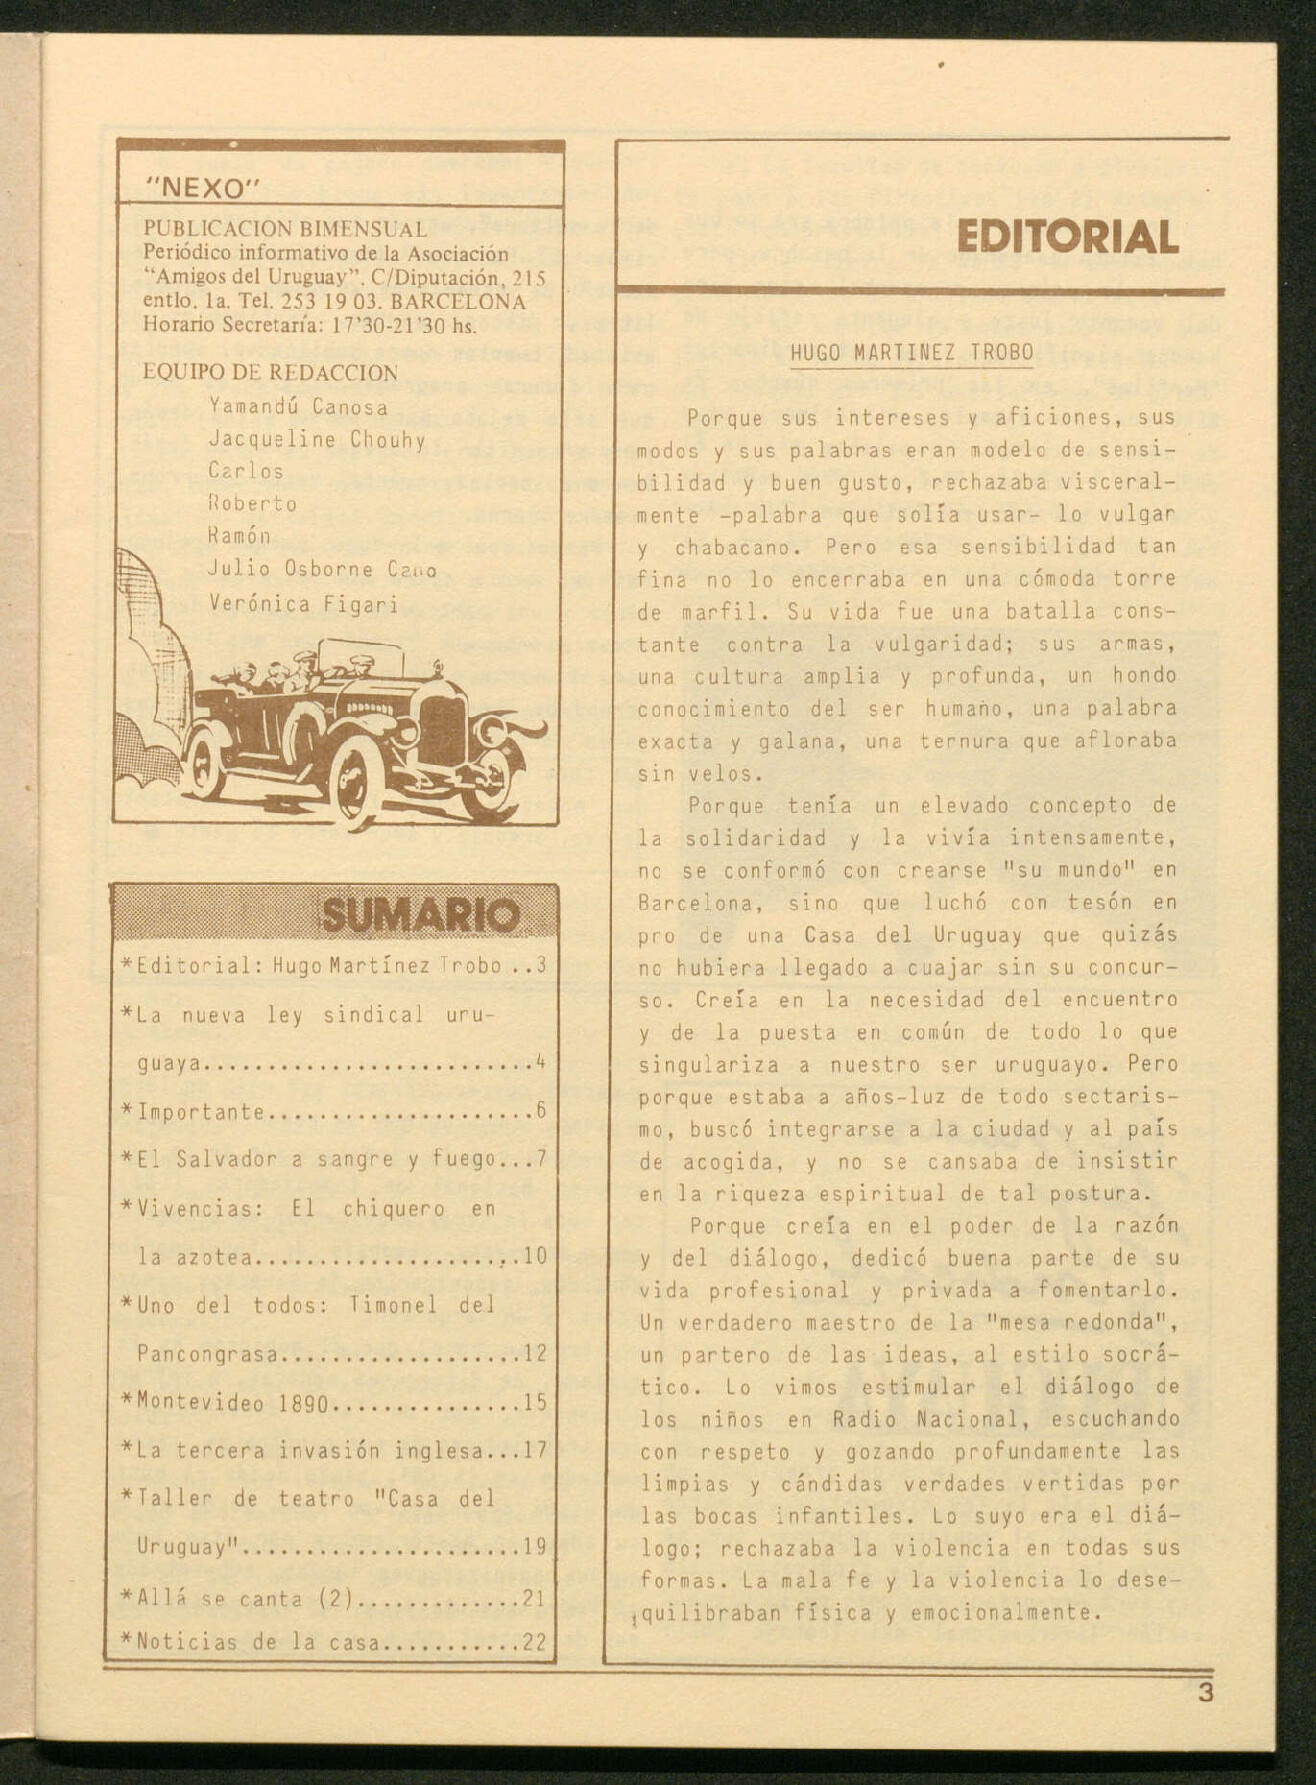 "NEXO"
PUBLICACION BIMENSUAL
Periódico informativo de la Asociación
"Amigos del Uruguay". C/Diputación, 215
entlo. 1a. Tel. 253 19 03. BARCELONA
Horario Secretaría: 17'30-21'30 hs.
EQUIPO DE REDACCION
Yamandú Canosa
Jacqueline Chouhy
Carlos
Roberto
Ramón
Julio Osborne Cano
Verónica Figari
SUMARIO
*Editorial: Hugo Martínez Trobo ..3
*La nueva ley sindical uru-
guaya..........................4
*Importante.....................6
*El Salvador a sangre y fuego...7
*Vivencias: El chiquero en
la azotea.....................10
*Uno del todos: Timonel del
Pancongrasa...................12
*Montevideo 1890...............15
*La tercera invasión inglesa...17
*Taller de teatro "Casa del
Uruguay"......................19
*Allá se canta (2).............21
*Noticias de la casa...........22
EDITORIAL
HUGO MARTINEZ TROBO
Porque sus intereses y aficiones, sus
modos y sus palabras eran modelo de sensi-
bilidad y buen gusto, rechazaba visceral-
mente -palabra que solía usar- lo vulgar
y chabacano. Pero esa sensibilidad tan
fina no lo encerraba en una cómoda torre
de marfil. Su vida fue una batalla cons-
tante contra la vulgaridad; sus armas,
una cultura amplia y profunda, un hondo
conocimiento del ser humano, una palabra
exacta y galana, una ternura que afloraba
sin velos.
Porque tenía un elevado concepto de
la solidaridad y la vivía intensamente,
no se conformó con crearse "su mundo" en
Barcelona, sino que luchó con tesón en
pro de una Casa del Uruguay que quizás
no hubiera llegado a cuajar sin su concur-
so. Creía en la necesidad del encuentro
y de la puesta en común de todo lo que
singulariza a nuestro ser uruguayo. Pero
porque estaba a años-luz de todo sectaris-
mo, buscó integrarse a la ciudad y al país
de acogida, y no se cansaba de insistir
en la riqueza espiritual de tal postura.
Porque creía en el poder de la razón
y del diálogo, dedicó buena parte de su
vida profesional y privada a fomentarlo.
Un verdadero maestro de la "mesa redonda",
un partero de las ideas, al estilo socrá-
tico. Lo vimos estimular el diálogo de
los niños en Radio Nacional, escuchando
con respeto y gozando profundamente las
limpias y cándidas verdades vertidas por
las bocas infantiles. Lo suyo era el diá-
logo; rechazaba la violencia en todas sus
formas. La mala fe y la violencia lo dese-
quilibraban física y emocionalmente.
3